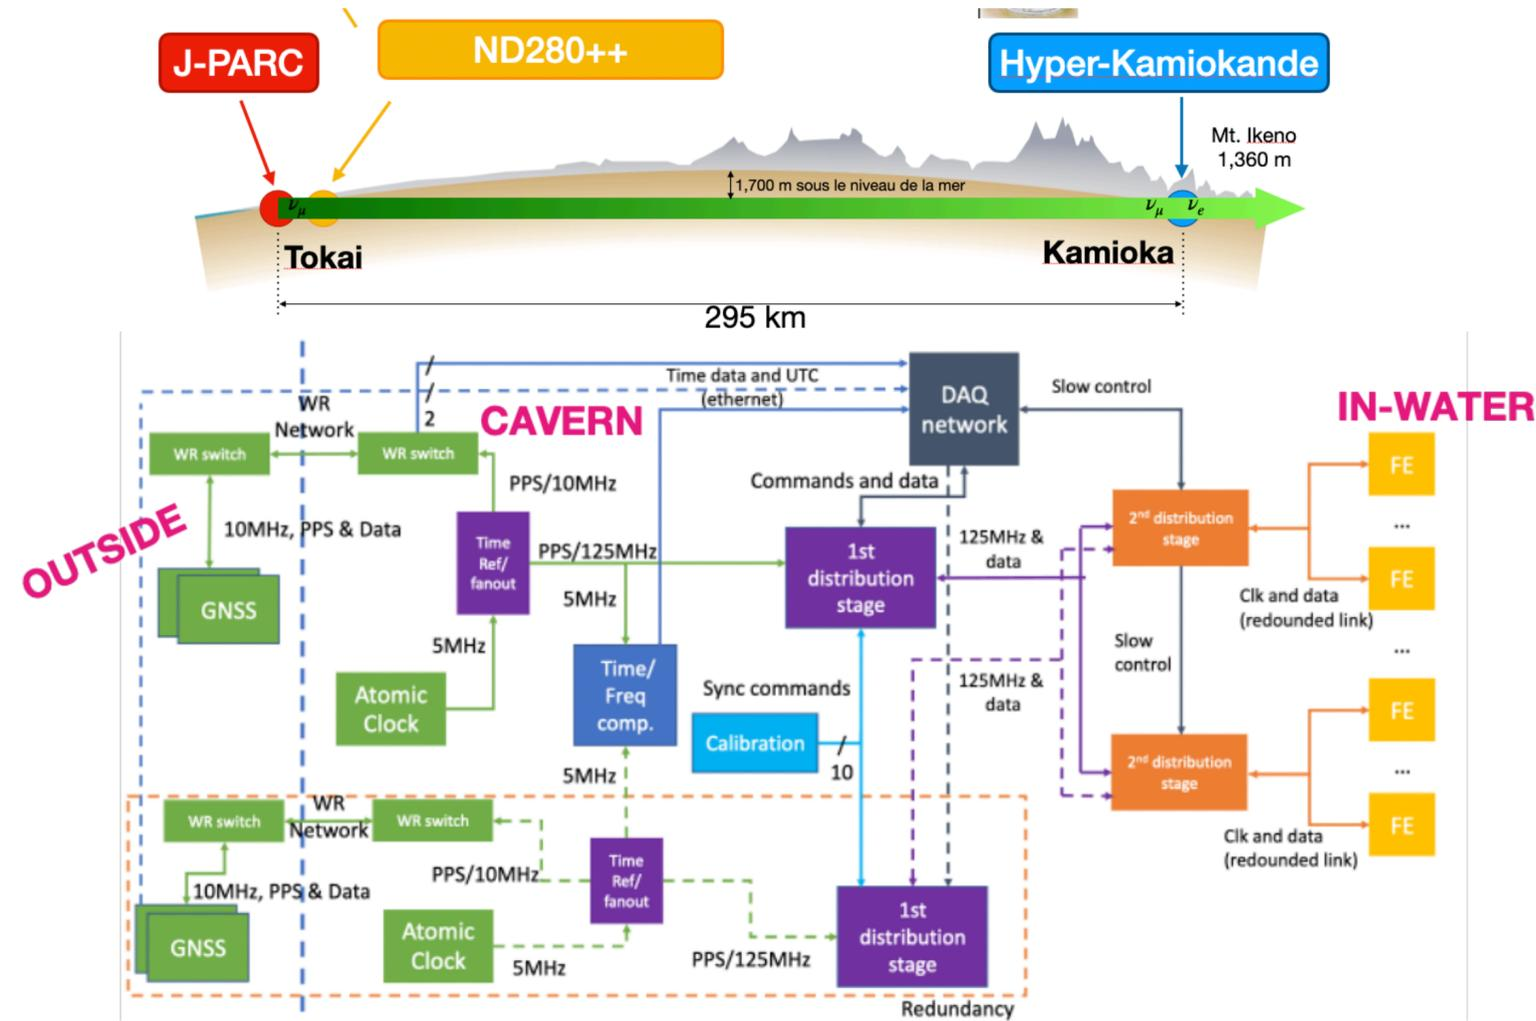 J-PARC
ND280++
Hyper-Kamiokande
Mt. Ikeno
1,360 m
1,700 m sous le niveau de la mer
νμ
νμ
νe
Tokai
Kamioka
295 km
OUTSIDE
CAVERN
IN-WATER
WR
Network
WR switch
WR switch
2
Time data and UTC
(ethernet)
DAQ
network
Slow control
10MHz, PPS & Data
GNSS
PPS/10MHz
Time
Ref/
fanout
PPS/125MHz
5MHz
5MHz
Atomic
Clock
Time/
Freq
comp.
Commands and data
1st
distribution
stage
125MHz &
data
2nd distribution
stage
FE
...
FE
Clk and data
(redounded link)
...
Slow
control
Sync commands
Calibration
10
125MHz &
data
2nd distribution
stage
FE
...
FE
Clk and data
(redounded link)
5MHz
WR
Network
WR switch
WR switch
10MHz, PPS & Data
GNSS
PPS/10MHz
Time
Ref/
fanout
Atomic
Clock
5MHz
PPS/125MHz
1st
distribution
stage
Redundancy